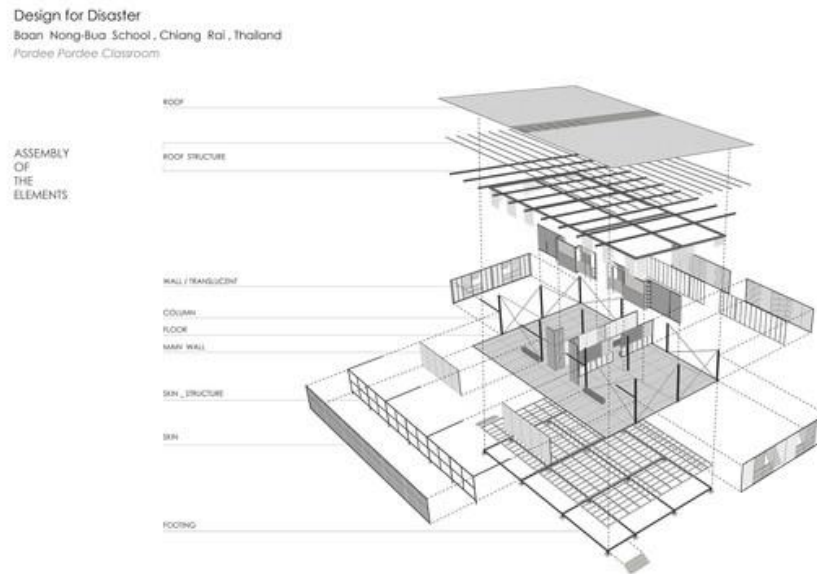 Design for Disaster
Baan Nong-Bua School , Chiang Rai , Thailand
Pordee Pordee Classroom
ASSEMBLY
OF
THE
ELEMENTS
ROOF
ROOF STRUCTURE
WALL / TRANSLUCENT
COLUMN
FLOOR
MAIN WALL
SKIN _ STRUCTURE
SKIN
FOOTING